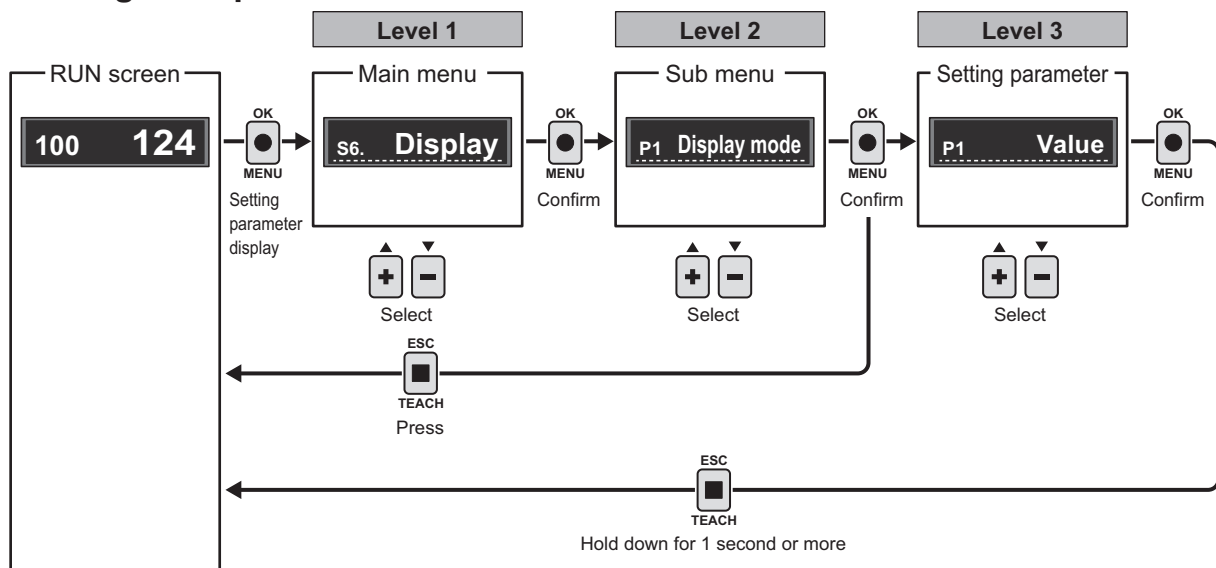 Level 1
Level 2
Level 3
RUN screen
Main menu
Sub menu
Setting parameter
100 124
OK
MENU
Setting
parameter
display
S6. Display
OK
MENU
Confirm
P1 Display mode
OK
MENU
Confirm
P1 Value
OK
MENU
Confirm
Select
Select
Select
ESC
TEACH
Press
ESC
TEACH
Hold down for 1 second or more